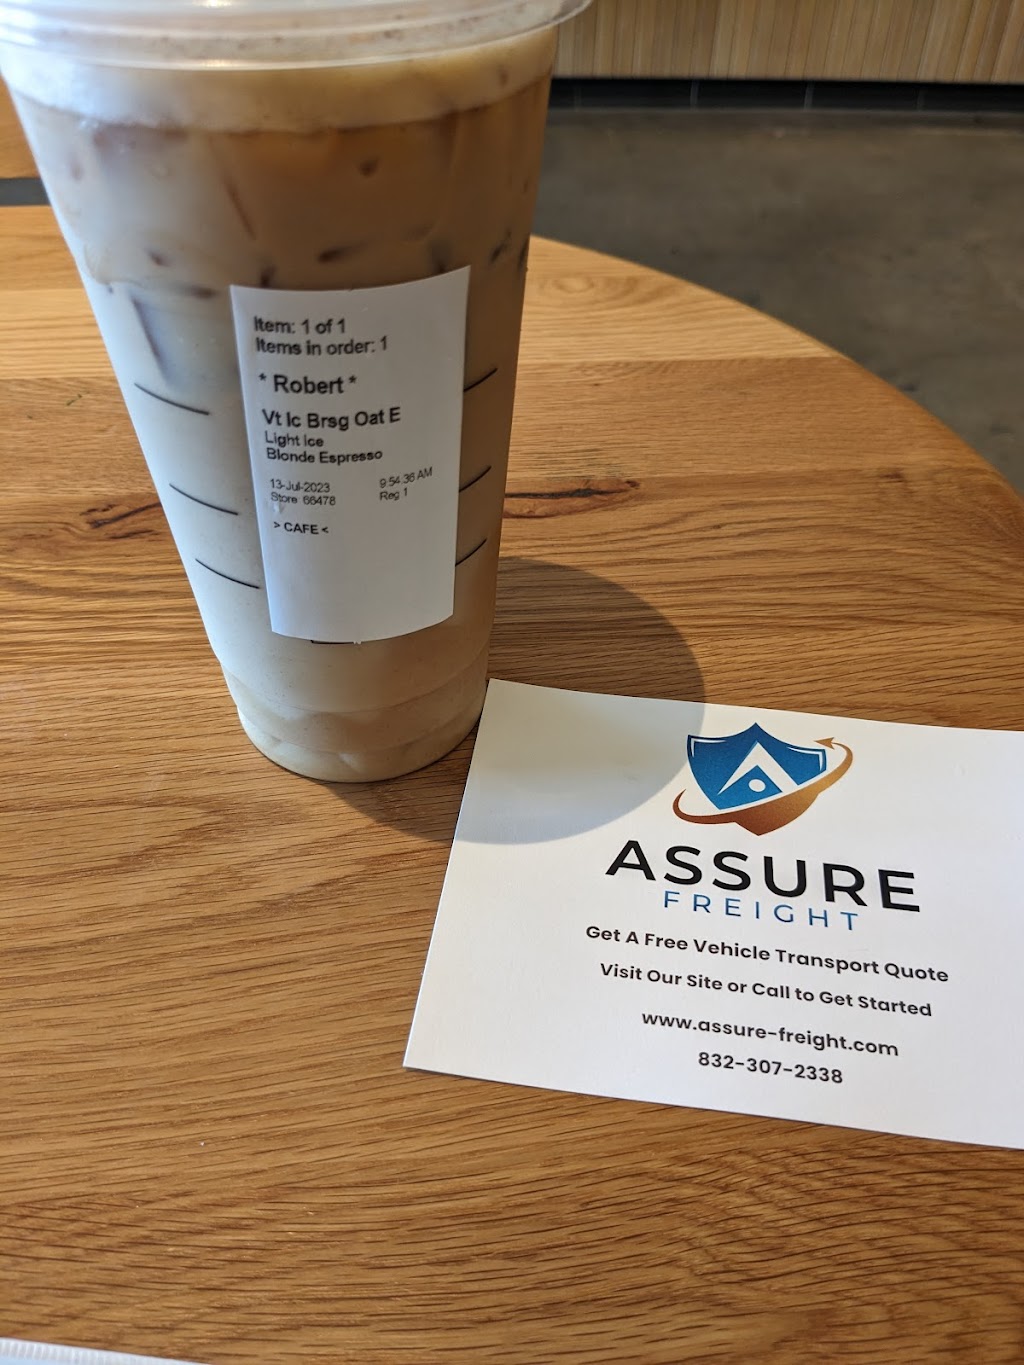 Item: 1 of 1
Items in order: 1
* Robert *
Vt Ic Brsg Oat E
Light Ice
Blonde Espresso
13-Jul-2023 9:54:36 AM
Store 66478 Reg 1
> CAFE <
ASSURE
FREIGHT
Get A Free Vehicle Transport Quote
Visit Our Site or Call to Get Started
www.assure-freight.com
832-307-2338